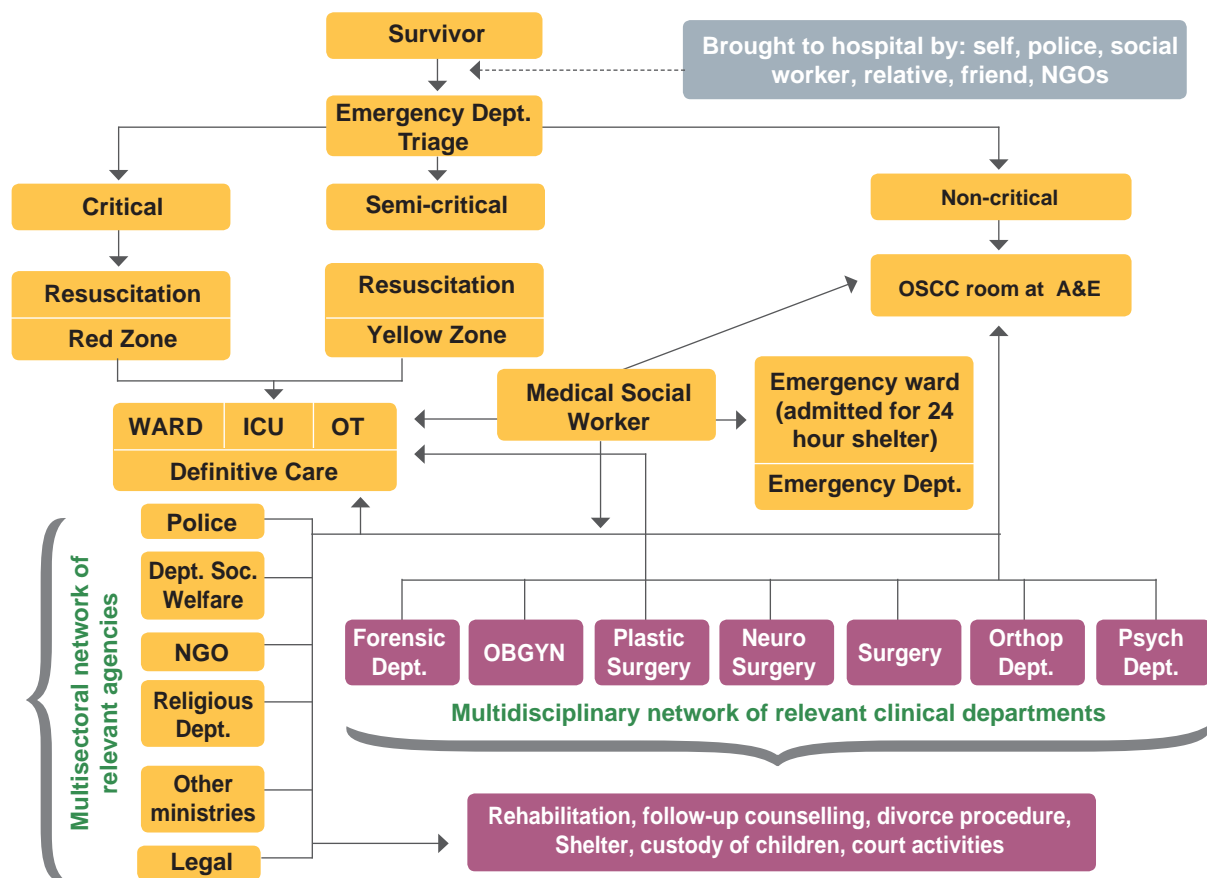 Survivor
Brought to hospital by: self, police, social
worker, relative, friend, NGOs
Emergency Dept.
Triage
Critical
Semi-critical
Non-critical
Resuscitation
Red Zone
Resuscitation
Yellow Zone
OSCC room at A&E
Medical Social
Worker
Emergency ward
(admitted for 24
hour shelter)
Emergency Dept.
WARD
ICU
OT
Definitive Care
Multisectoral network of
relevant agencies
Police
Dept. Soc.
Welfare
NGO
Religious
Dept.
Other
ministries
Legal
Forensic
Dept.
OBGYN
Plastic
Surgery
Neuro
Surgery
Surgery
Orthop
Dept.
Psych
Dept.
Multidisciplinary network of relevant clinical departments
Rehabilitation, follow-up counselling, divorce procedure,
Shelter, custody of children, court activities